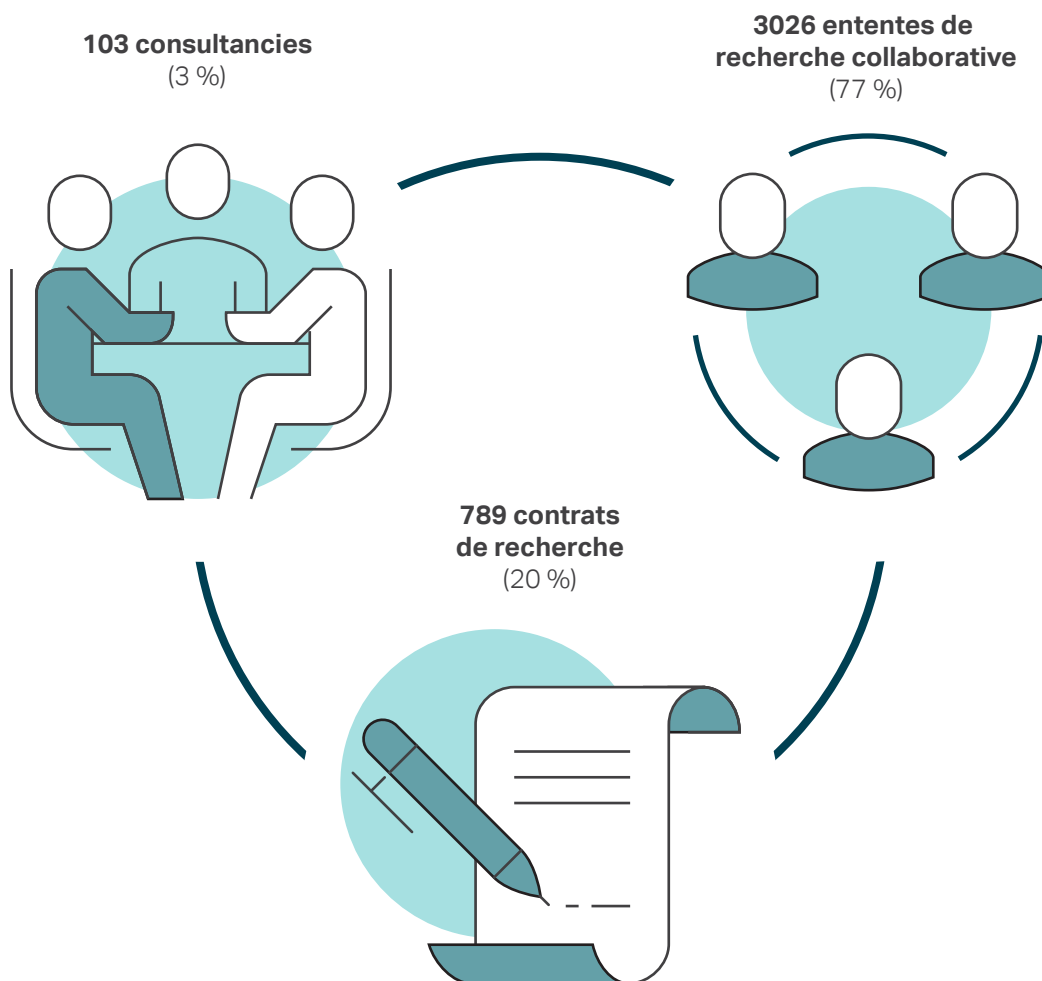 103 consultancies
(3 %)
3026 ententes de
recherche collaborative
(77 %)
789 contrats
de recherche
(20 %)